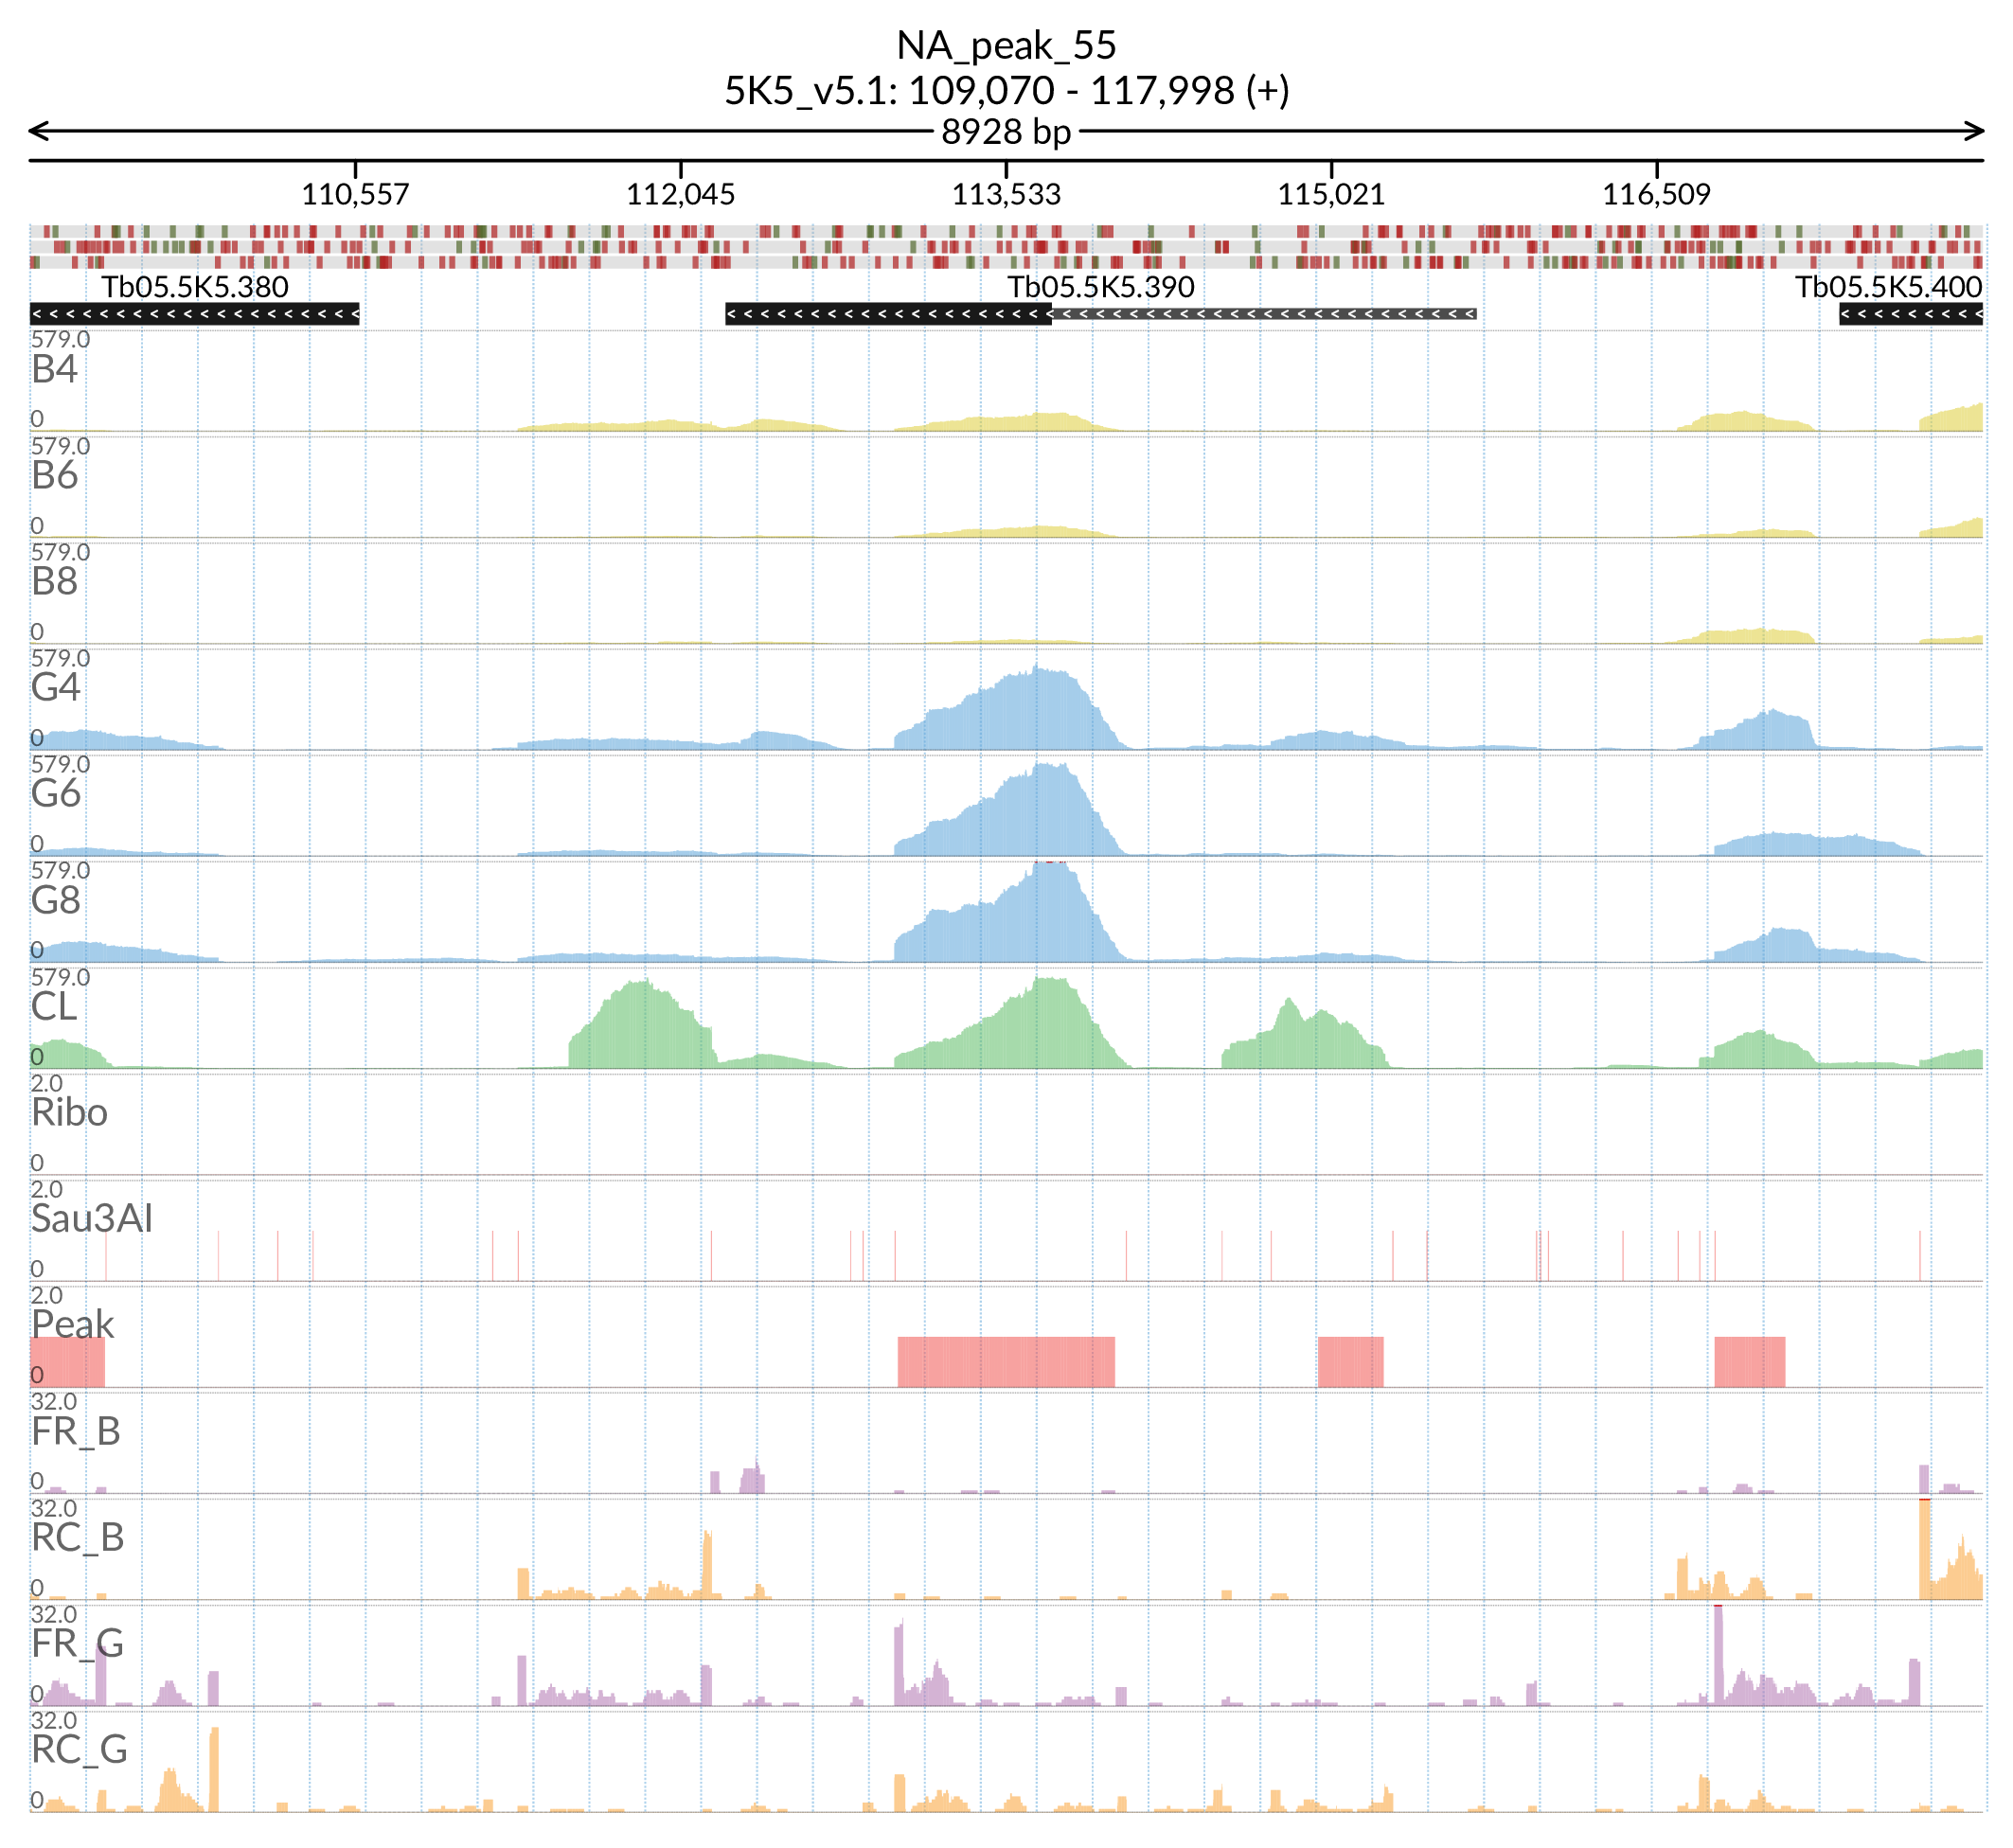 NA_peak_55
5K5_v5.1: 109,070 - 117,998 (+)
8928 bp
110,557 112,045 113,533 115,021 116,509
Tb05.5K5.380 Tb05.5K5.390 Tb05.5K5.400
579.0
B4
0
579.0
B6
0
579.0
B8
0
579.0
G4
0
579.0
G6
0
579.0
G8
0
579.0
CL
0
2.0
Ribo
0
2.0
Sau3AI
0
2.0
Peak
0
32.0
FR_B
0
32.0
RC_B
0
32.0
FR_G
0
32.0
RC_G
0